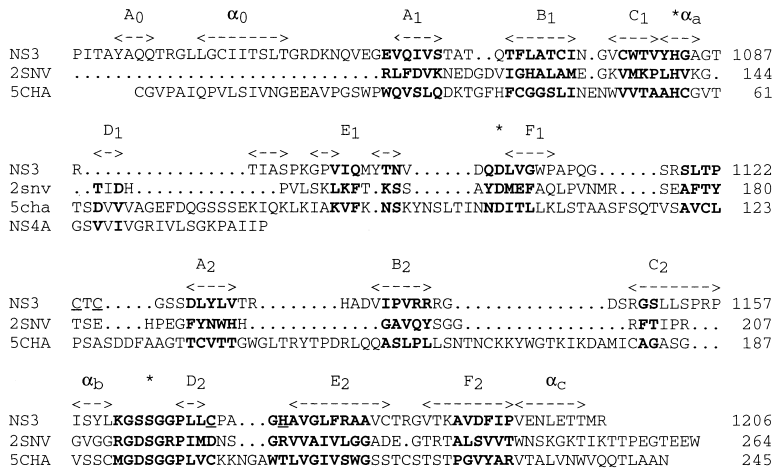 A0 α0 A1 B1 C1 *αa
<--> <-------> <---> <-----> <--> <-->
NS3 PITAYAQQTRGLLGCIITSLTGRDKNQVEGEVQIVSTAT..QTFLATCIN.GVCWTVYHGAGT 1087
2SNV .........................RLFDVKNEDGDVIGHALAME.GKVMKPLHVKG. 144
5CHA CGVPAIQPVLSIVNGEEAVPGSWPWQVSLQDKTGFHFCGGSLINENWVVTAAHCGVT 61
D1 E1 * F1
<-> <--> <-> <-> <--->
NS3 R..............TIASPKGPVIQMYTNV......DQDLVGWPAPQG......SRSLTP 1122
2snv ..TIDH............PVLSKLKFT.KS.......AYDMEFAQLPVNMR...SEAFTY 180
5cha TSDVVVAGEFDQGSSSEKIQKLKIAKVFK.NSKYNSLTINNDITLLKLSTAASFSQTVSAVCL 123
NS4A GSVVIVGRIVLSGKPAIIP
A2 B2 C2
<---> <----> <------->
NS3 CTC......GSSDLYLVTR.........HADVIPVRRRG.............DSRGSLLSPRP 1157
2SNV TSE....HPEGFYNWHH...........GAVQYSGG...............RFTIPR... 207
5CHA PSASDDFAAGTTCVTTGWGLTRYTPDRLQQASLPLLSNTNCKKYWGTKIKDAMICAGASG... 187
αb * D2 E2 F2 αc
<---> <--> <-------> <-------> <------>
NS3 ISYLKGSSGGPLLCPA...GHAVGLFRAAVCTRGVTKAVDFIPVENLETTMR 1206
2SNV GVGGRGDSGRPIMDNS...GRVVAIVLGGADE.GTRTALSVVTWNSKGKTIKTTPEGTEEW 264
5CHA VSSCMGDSGGPLVCKKNGAWTLVGIVSWGSSTCSTSTPGVYARVTALVNWVQQTLAAN 245